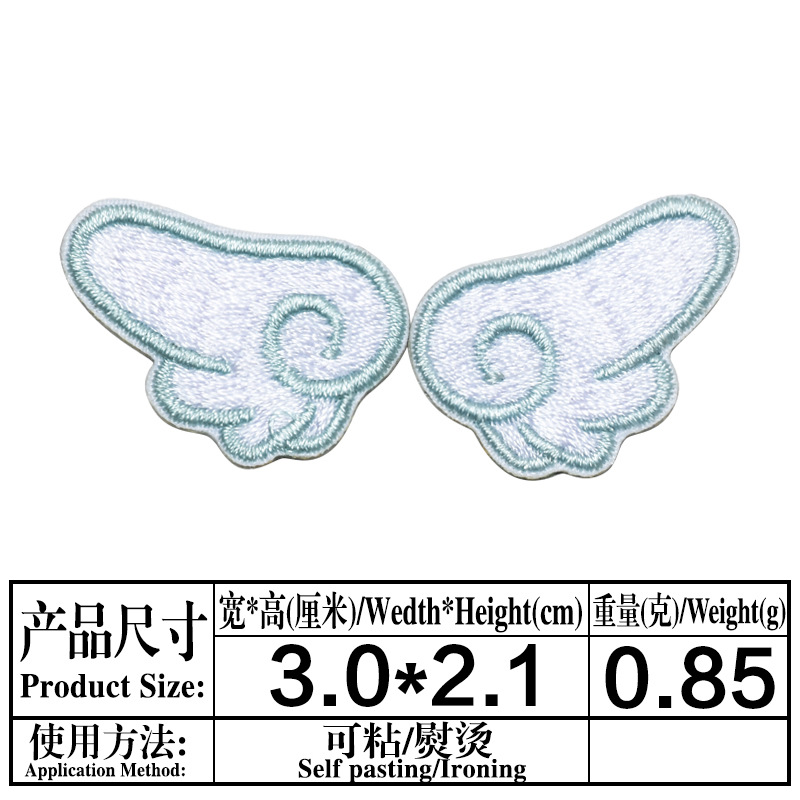 产品尺寸
Product Size:
宽*高(厘米)/Wedth*Height(cm)
3.0*2.1
重量(克)/Weight(g)
0.85
使用方法:
Application Method:
可粘/熨烫
Self pasting/Ironing